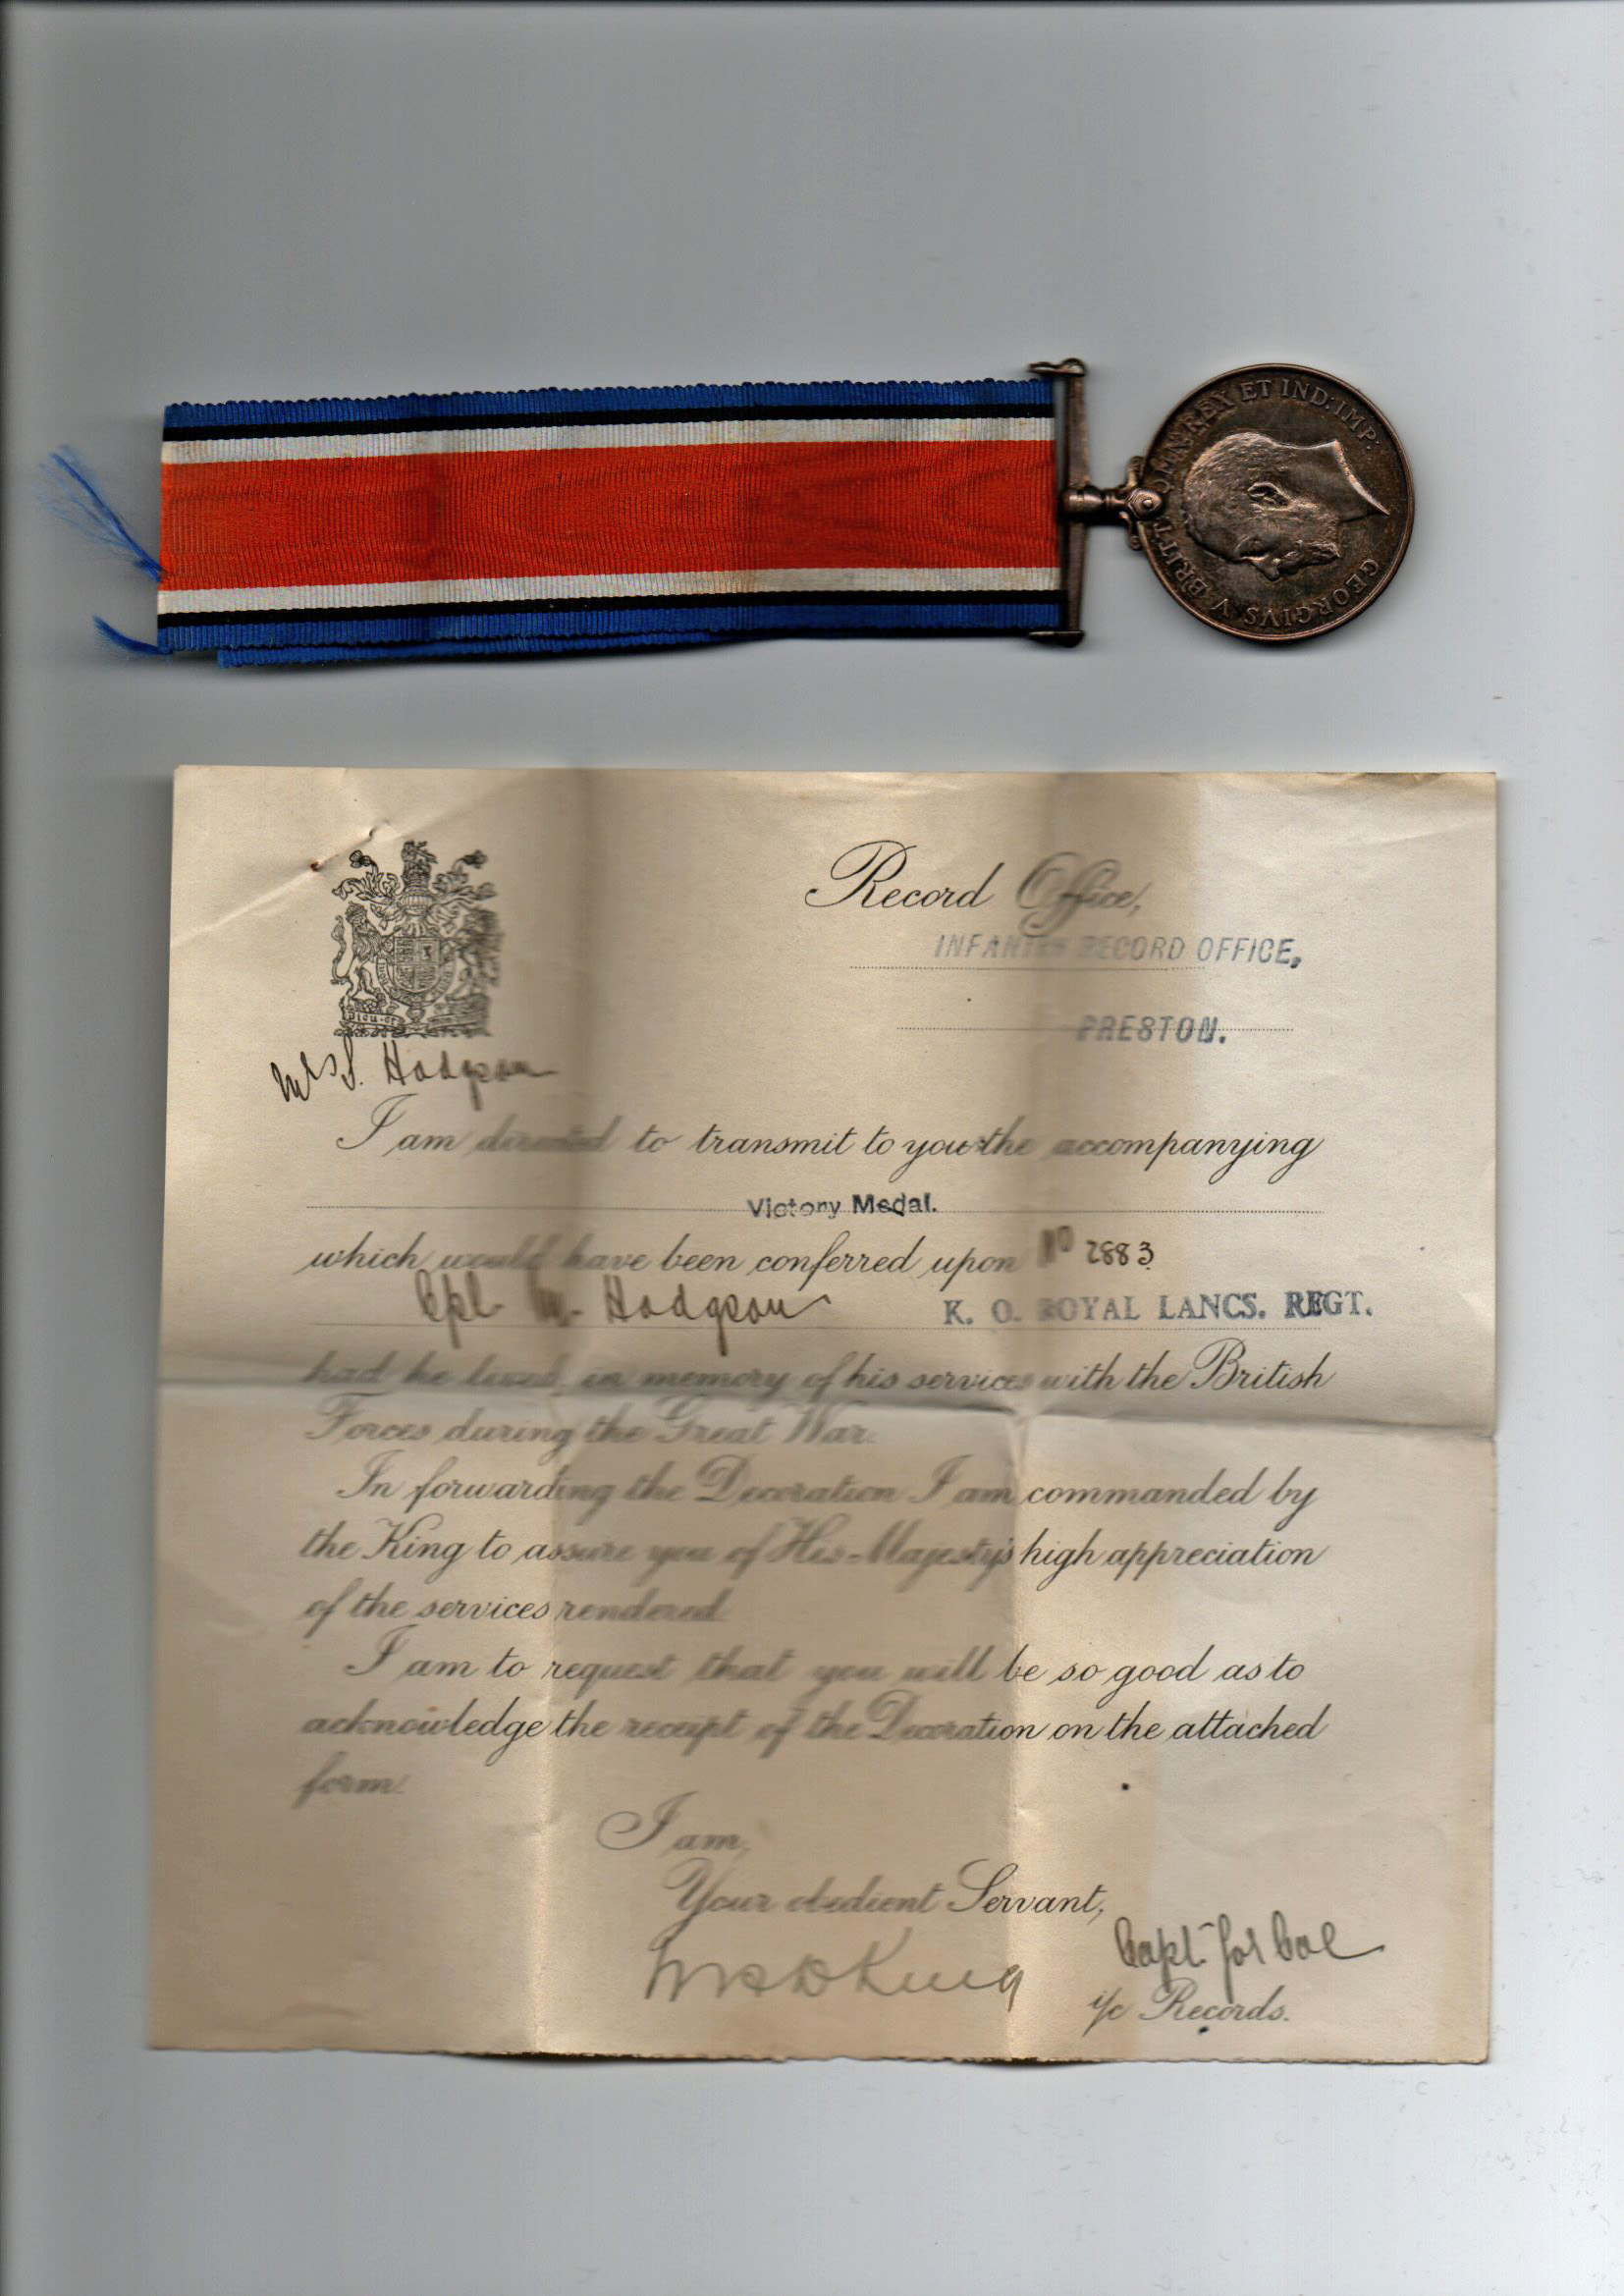 GEORGIVS V BRITT: OMN: REX ET IND: IMP:
Record Office,
INFANTRY RECORD OFFICE,
PRESTON.
DIEU ET
Mrs S. Hodgson
I am directed to transmit to you the accompanying
Victory Medal.
which would have been conferred upon No 2883
Cpl. W. Hodgson K. O. ROYAL LANCS. REGT.
had he lived, in memory of his services with the British
Forces during the Great War.
In forwarding the Decoration I am commanded by
the King to assure you of His Majesty's high appreciation
of the services rendered.
I am to request that you will be so good as to
acknowledge the receipt of the Decoration on the attached
form.
I am,
Your obedient Servant,
King Capt. for Col
i/c Records.